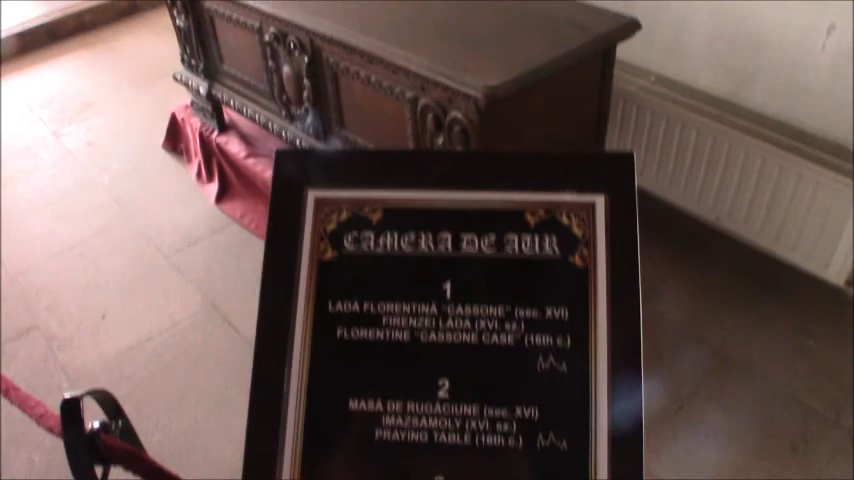 CAMERA DE AUR
1
LADA FLORENTINĂ "CASSONE" (sec. XVI)
FIRENZEI LÁDA (XVI. sz.)
FLORENTINE "CASSONE CASE" (16th c.)
2
MASĂ DE RUGĂCIUNE (sec. XVI)
IMAZSÁMOLY (XVI. sz.)
PRAYING TABLE (16th c.)